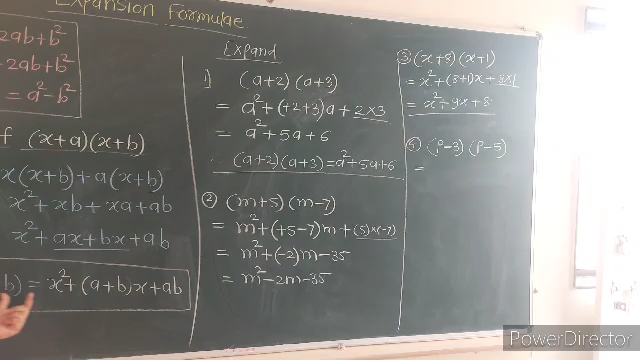 Expansion Formulae
2ab+b²
-2ab+b²
= a²-b²
f (x+a)(x+b)
x(x+b)+a(x+b)
x²+xb+xa+ab
x²+ax+bx+ab
b) = x²+(a+b)x+ab
Expand
1) (a+2) (a+3)
= a²+(+2+3)a+2×3
= a²+5a+6
(a+2)(a+3)=a²+5a+6
② (m+5) (m-7)
= m²+(+5-7)m+(5)×(-7)
= m²+(-2)m-35
= m²-2m-35
③ (x+8) (x+1)
= x²+(8+1)x+8×1
= x²+9x+8
(p-3) (p-5)
=
PowerDirector